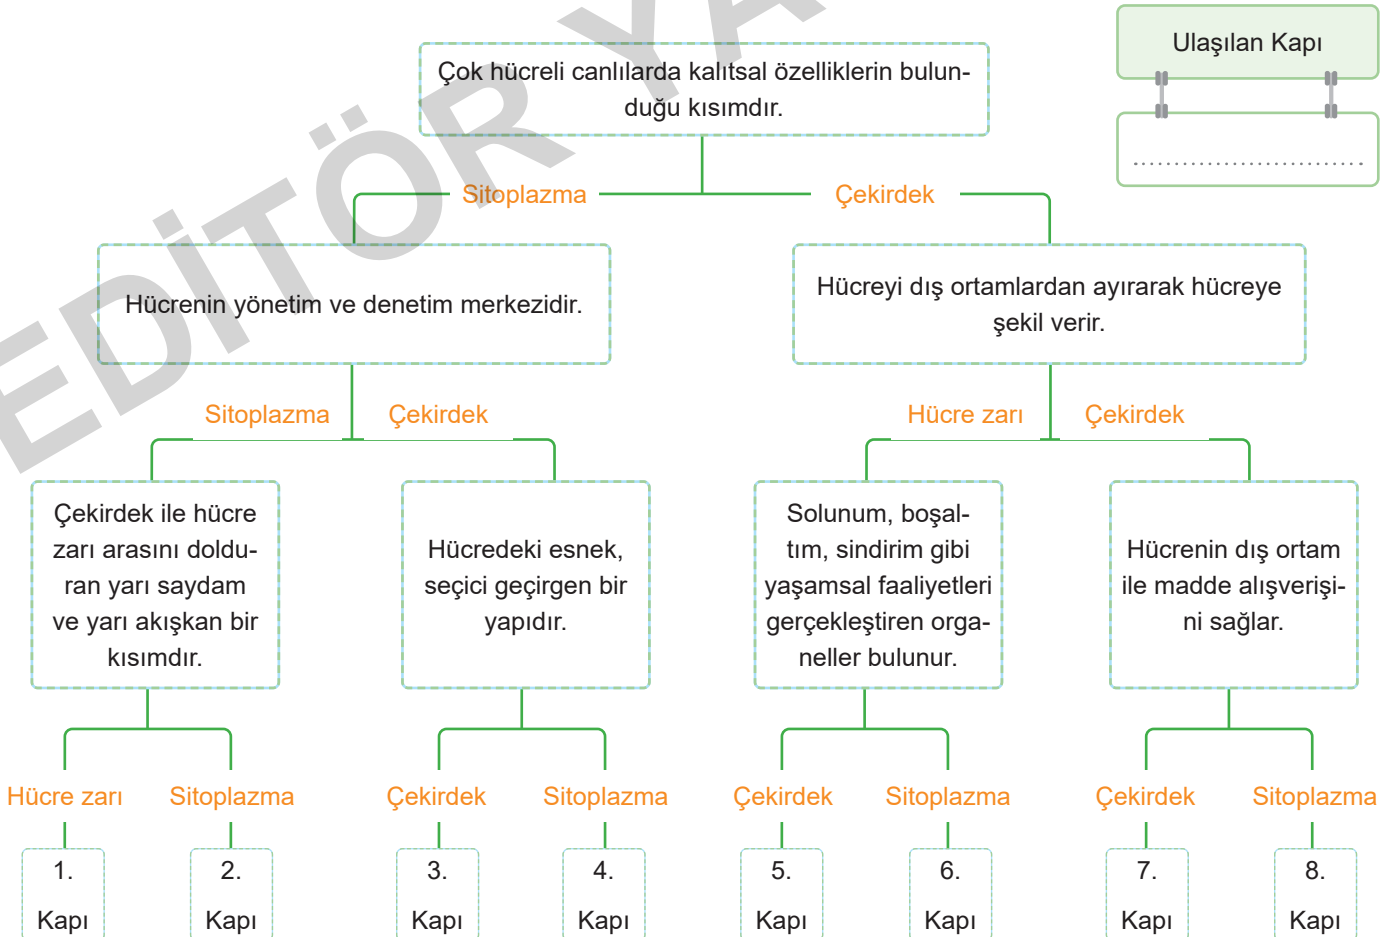 EDİTÖR YA
Ulaşılan Kapı
Çok hücreli canlılarda kalıtsal özelliklerin bulun-
duğu kısımdır.
Sitoplazma
Çekirdek
Hücrenin yönetim ve denetim merkezidir.
Hücreyi dış ortamlardan ayırarak hücreye
şekil verir.
Sitoplazma
Çekirdek
Hücre zarı
Çekirdek
Çekirdek ile hücre
zarı arasını doldu-
ran yarı saydam
ve yarı akışkan bir
kısımdır.
Hücredeki esnek,
seçici geçirgen bir
yapıdır.
Solunum, boşal-
tım, sindirim gibi
yaşamsal faaliyetleri
gerçekleştiren orga-
neller bulunur.
Hücrenin dış ortam
ile madde alışverişi-
ni sağlar.
Hücre zarı
Sitoplazma
Çekirdek
Sitoplazma
Çekirdek
Sitoplazma
Çekirdek
Sitoplazma
1.
Kapı
2.
Kapı
3.
Kapı
4.
Kapı
5.
Kapı
6.
Kapı
7.
Kapı
8.
Kapı